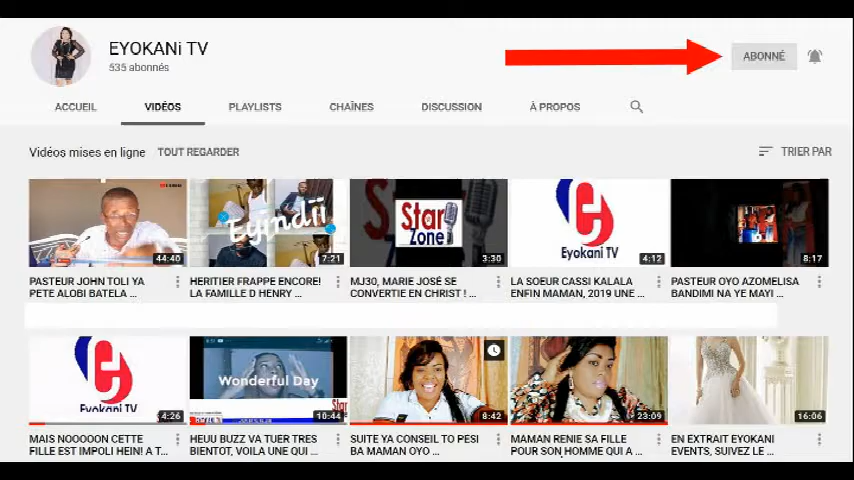 EYOKANi TV
535 abonnés
ABONNÉ
ACCUEIL
VIDÉOS
PLAYLISTS
CHAÎNES
DISCUSSION
À PROPOS
Vidéos mises en ligne
TOUT REGARDER
TRIER PAR
44:40
Eyindii
7:21
Star
Zone
3:30
Eyokani TV
4:12
8:17
PASTEUR JOHN TOLI YA
PETE ALOBI BATELA ...
HERITIER FRAPPE ENCORE!
LA FAMILLE D HENRY ...
MJ30, MARIE JOSÉ SE
CONVERTIE EN CHRIST ! ...
LA SOEUR CASSI KALALA
ENFIN MAMAN, 2019 UNE ...
PASTEUR OYO AZOMELISA
BANDIMI NA YE MAYI ...
Eyokani TV
4:26
Wonderful Day
10:44
8:42
23:09
16:06
MAIS NOOOOON CETTE
FILLE EST IMPOLI HEIN! A T...
HEUU BUZZ VA TUER TRES
BIENTOT, VOILA UNE QUI ...
SUITE YA CONSEIL TO PESI
BA MAMAN OYO ...
MAMAN RENIE SA FILLE
POUR SON HOMME QUI A ...
EN EXTRAIT EYOKANI
EVENTS, SUIVEZ LE ...